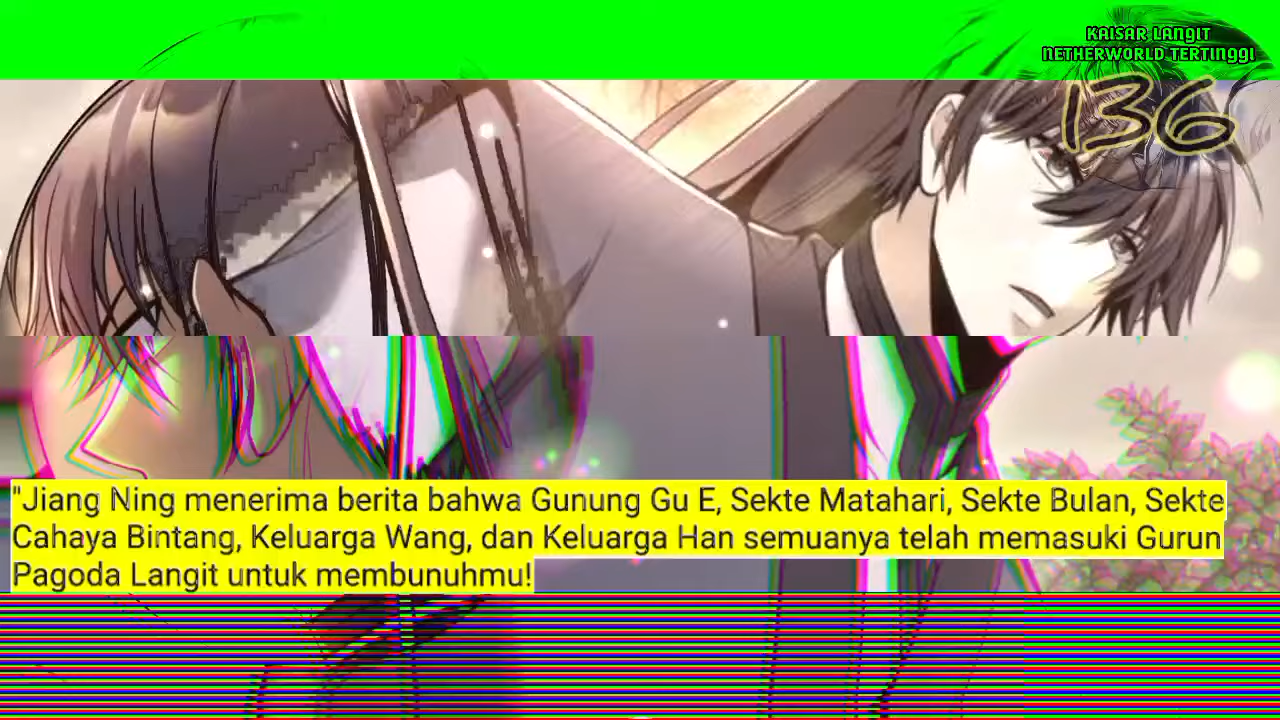 KAISAR LANGIT
NETHERWORLD TERTINGGI
136
"Jiang Ning menerima berita bahwa Gunung Gu E, Sekte Matahari, Sekte Bulan, Sekte
Cahaya Bintang, Keluarga Wang, dan Keluarga Han semuanya telah memasuki Gurun
Pagoda Langit untuk membunuhmu!